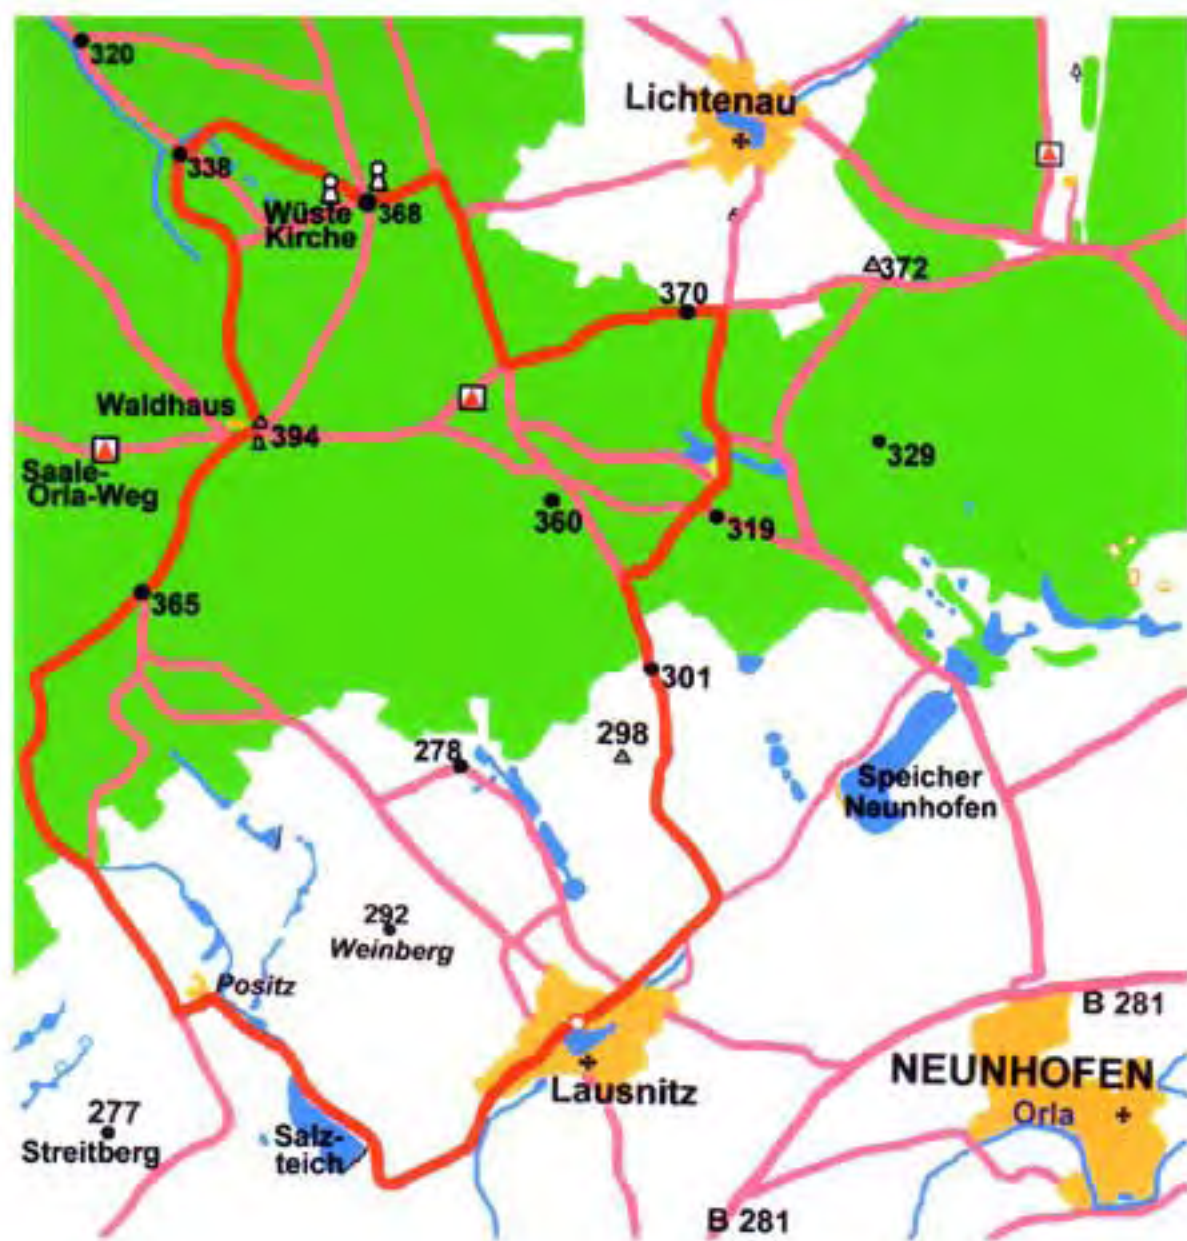 320
Lichtenau
338
Wüste
Kirche
368
372
370
Waldhaus
394
Saale-
Orla-Weg
329
360
319
365
301
298
278
Speicher
Neunhofen
292
Weinberg
Positz
B 281
NEUNHOFEN
Orla
Lausnitz
277
Streitberg
Salz-
teich
B 281